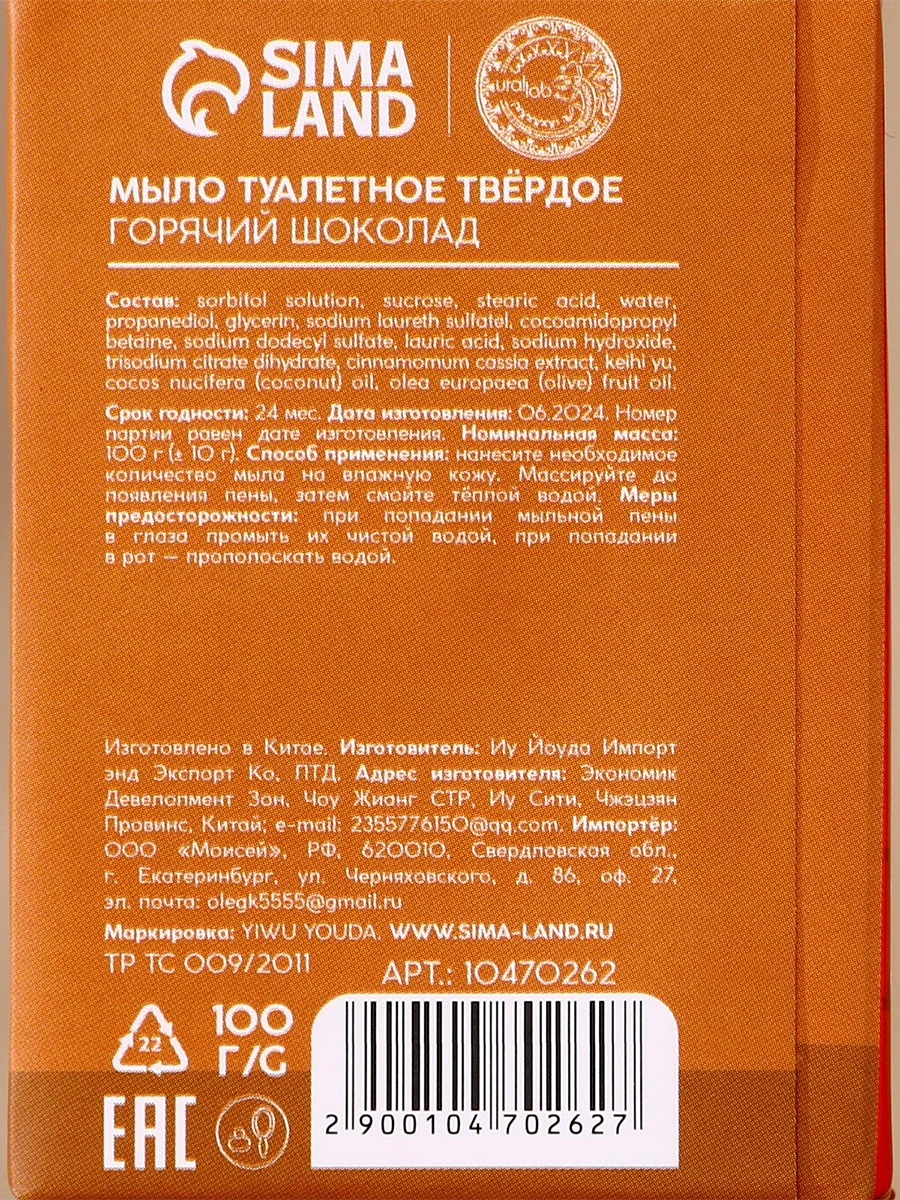 SIMA
LAND
ural lab
МЫЛО ТУАЛЕТНОЕ ТВЁРДОЕ
ГОРЯЧИЙ ШОКОЛАД
Состав: sorbitol solution, sucrose, stearic acid, water,
propanediol, glycerin, sodium laureth sulfatel, cocoamidopropyl
betaine, sodium dodecyl sulfate, lauric acid, sodium hydroxide,
trisodium citrate dihydrate, cinnamomum cassia extract, keihi yu,
cocos nucifera (coconut) oil, olea europaea (olive) fruit oil.
Срок годности: 24 мес. Дата изготовления: 06.2024. Номер
партии равен дате изготовления. Номинальная масса:
100 г (± 10 г). Способ применения: нанесите необходимое
количество мыла на влажную кожу. Массируйте до
появления пены, затем смойте тёплой водой. Меры
предосторожности: при попадании мыльной пены
в глаза промыть их чистой водой, при попадании
в рот — прополоскать водой.
Изготовлено в Китае. Изготовитель: Иу Йоуда Импорт
энд Экспорт Ко, ЛТД. Адрес изготовителя: Экономик
Девелопмент Зон, Чоу Жианг СТР, Иу Сити, Чжэцзян
Провинс, Китай; e-mail: 2355776150@qq.com. Импортёр:
ООО «Моисей», РФ, 620010, Свердловская обл.,
г. Екатеринбург, ул. Черняховского, д. 86, оф. 27,
эл. почта: olegk5555@gmail.ru
Маркировка: YIWU YOUDA. WWW.SIMA-LAND.RU
ТР ТС 009/2011
АРТ.: 10470262
22
100
Г/G
EAC
2 900104 702627